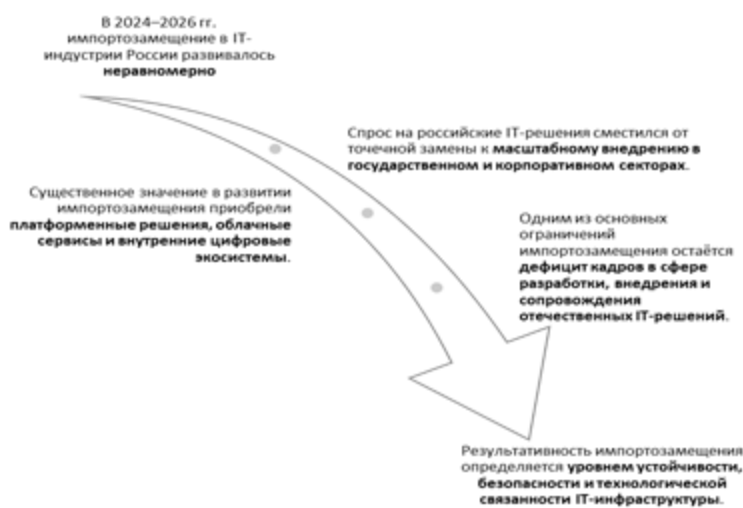 В 2024–2026 гг.
импортозамещение в IT-
индустрии России развивалось
неравномерно
Спрос на российские IT-решения сместился от
точечной замены к масштабному внедрению в
государственном и корпоративном секторах.
Существенное значение в развитии
импортозамещения приобрели
платформенные решения, облачные
сервисы и внутренние цифровые
экосистемы.
Одним из основных
ограничений
импортозамещения остаётся
дефицит кадров в сфере
разработки, внедрения и
сопровождения
отечественных IT-решений.
Результативность импортозамещения
определяется уровнем устойчивости,
безопасности и технологической
связанности IT-инфраструктуры.